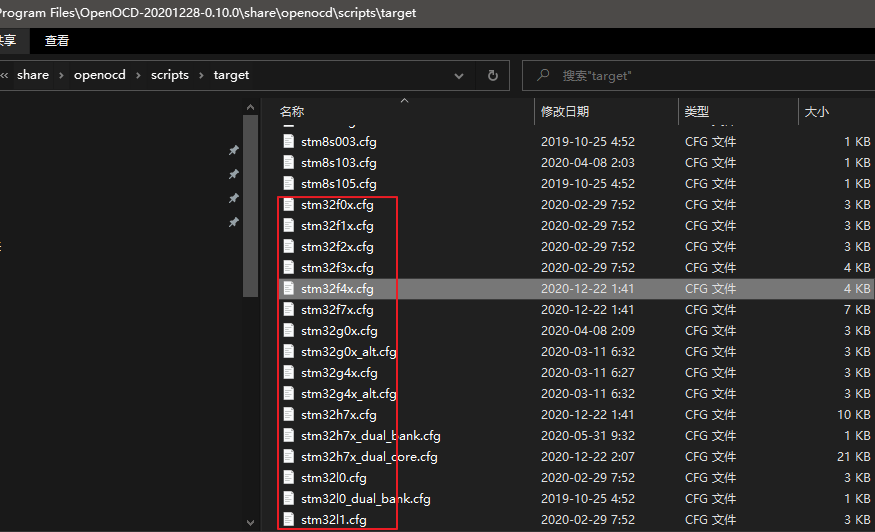 Program Files\OpenOCD-20201228-0.10.0\share\openocd\scripts\target
共享 查看
« share › openocd › scripts › target 搜索"target"
名称 修改日期 类型 大小
stm8s003.cfg 2019-10-25 4:52 CFG 文件 1 KB
stm8s103.cfg 2020-04-08 2:03 CFG 文件 1 KB
stm8s105.cfg 2019-10-25 4:52 CFG 文件 1 KB
stm32f0x.cfg 2020-02-29 7:52 CFG 文件 3 KB
stm32f1x.cfg 2020-02-29 7:52 CFG 文件 3 KB
stm32f2x.cfg 2020-02-29 7:52 CFG 文件 3 KB
stm32f3x.cfg 2020-02-29 7:52 CFG 文件 4 KB
stm32f4x.cfg 2020-12-22 1:41 CFG 文件 4 KB
stm32f7x.cfg 2020-12-22 1:41 CFG 文件 7 KB
stm32g0x.cfg 2020-04-08 2:09 CFG 文件 3 KB
stm32g0x_alt.cfg 2020-03-11 6:32 CFG 文件 3 KB
stm32g4x.cfg 2020-03-11 6:27 CFG 文件 3 KB
stm32g4x_alt.cfg 2020-03-11 6:32 CFG 文件 3 KB
stm32h7x.cfg 2020-12-22 1:41 CFG 文件 10 KB
stm32h7x_dual_bank.cfg 2020-05-31 9:32 CFG 文件 1 KB
stm32h7x_dual_core.cfg 2020-12-22 2:07 CFG 文件 21 KB
stm32l0.cfg 2020-02-29 7:52 CFG 文件 3 KB
stm32l0_dual_bank.cfg 2019-10-25 4:52 CFG 文件 1 KB
stm32l1.cfg 2020-02-29 7:52 CFG 文件 3 KB